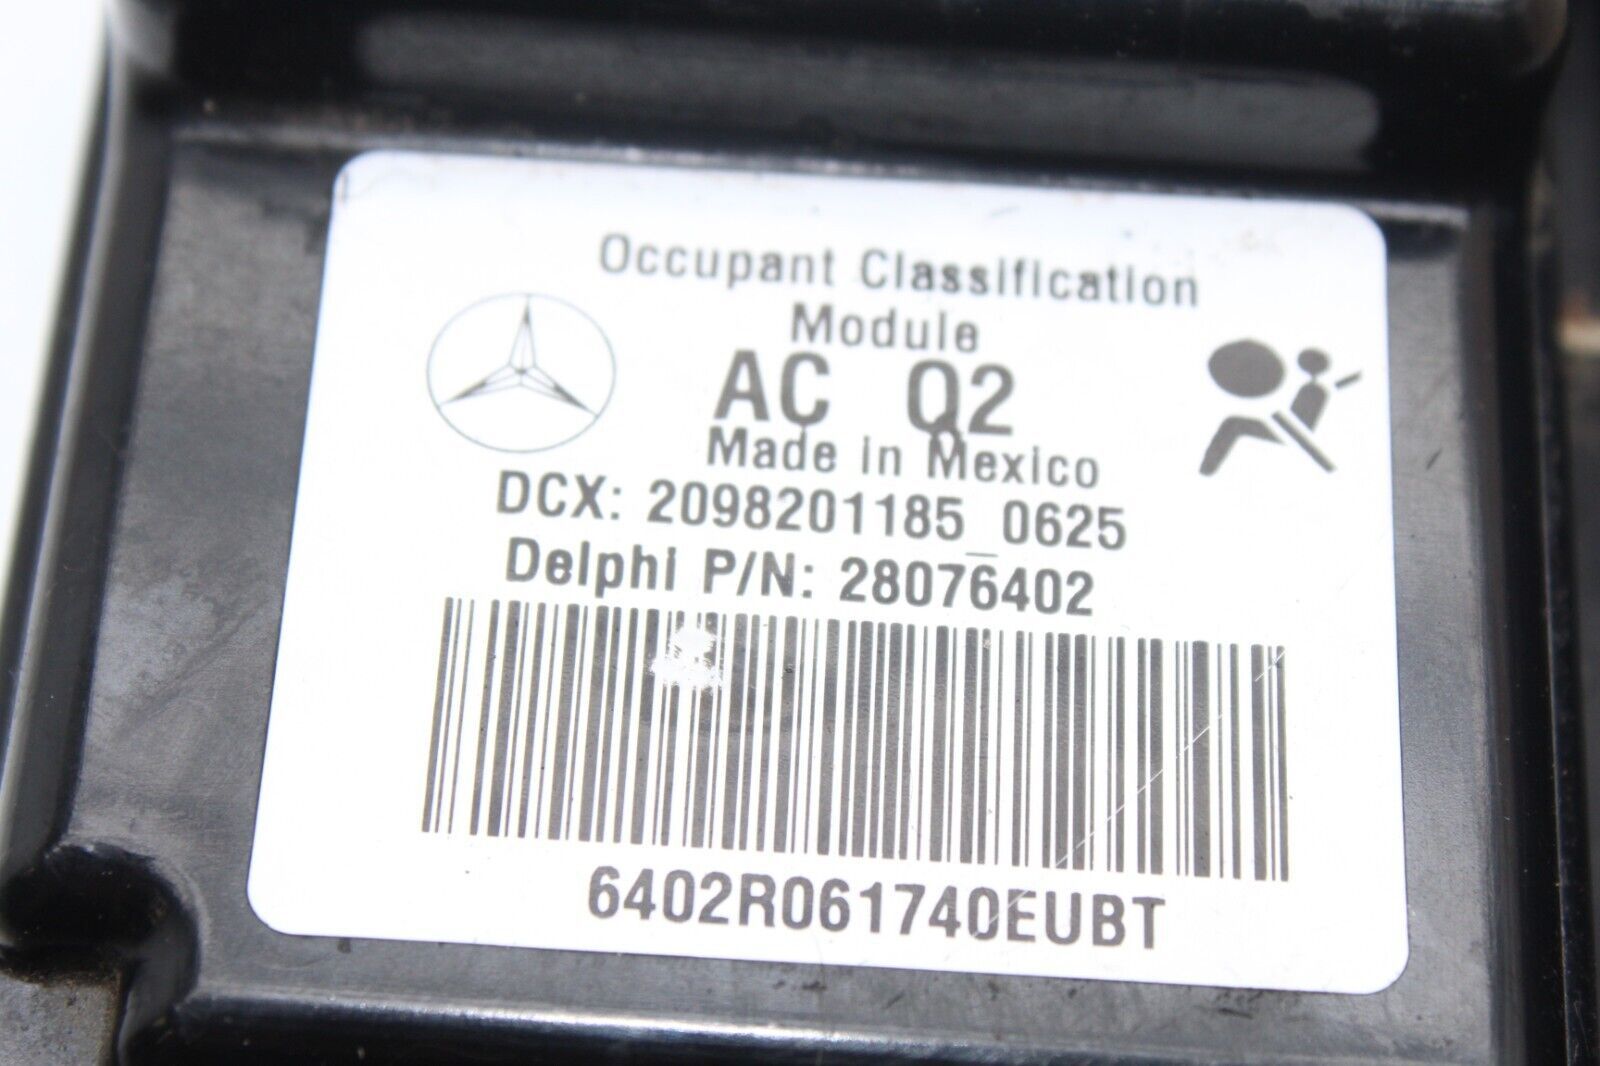 Occupant Classification
Module
AC Q2
Made in Mexico
DCX: 2098201185_0625
Delphi P/N: 28076402
6402R061740EUBT